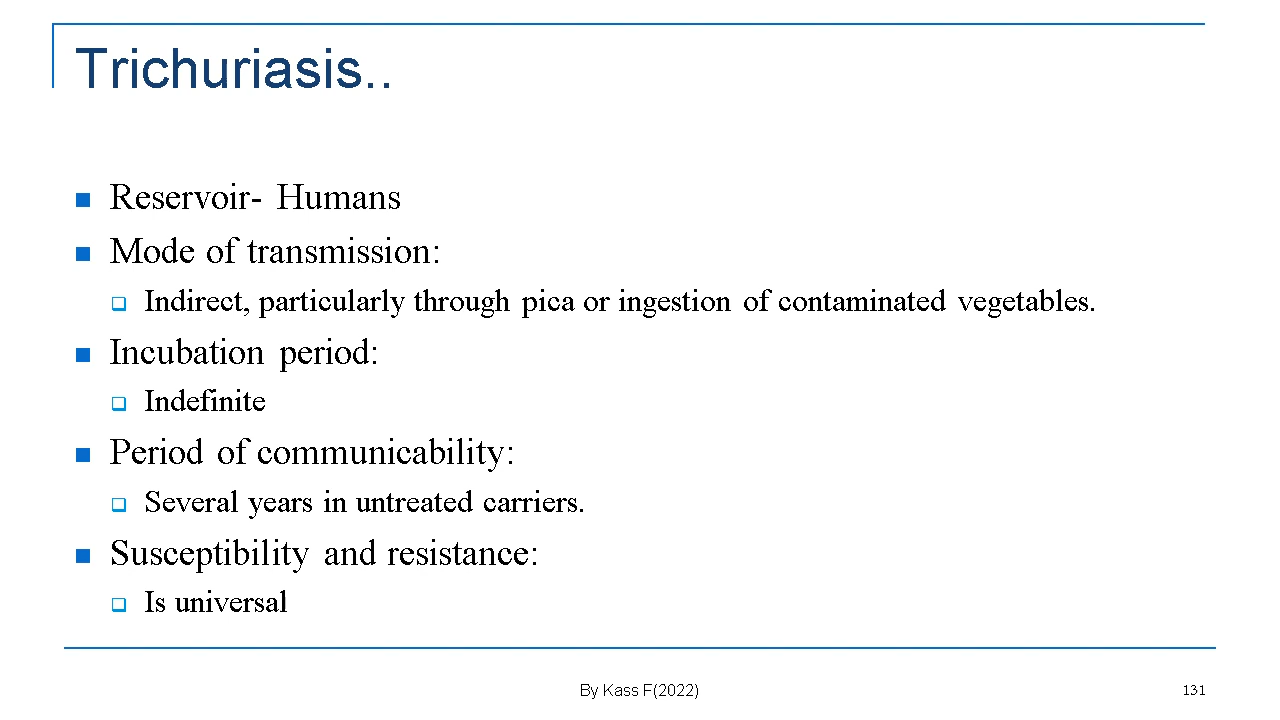 Trichuriasis..
Reservoir- Humans
Mode of transmission:
Indirect, particularly through pica or ingestion of contaminated vegetables.
Incubation period:
Indefinite
Period of communicability:
Several years in untreated carriers.
Susceptibility and resistance:
Is universal
By Kass F(2022)
131